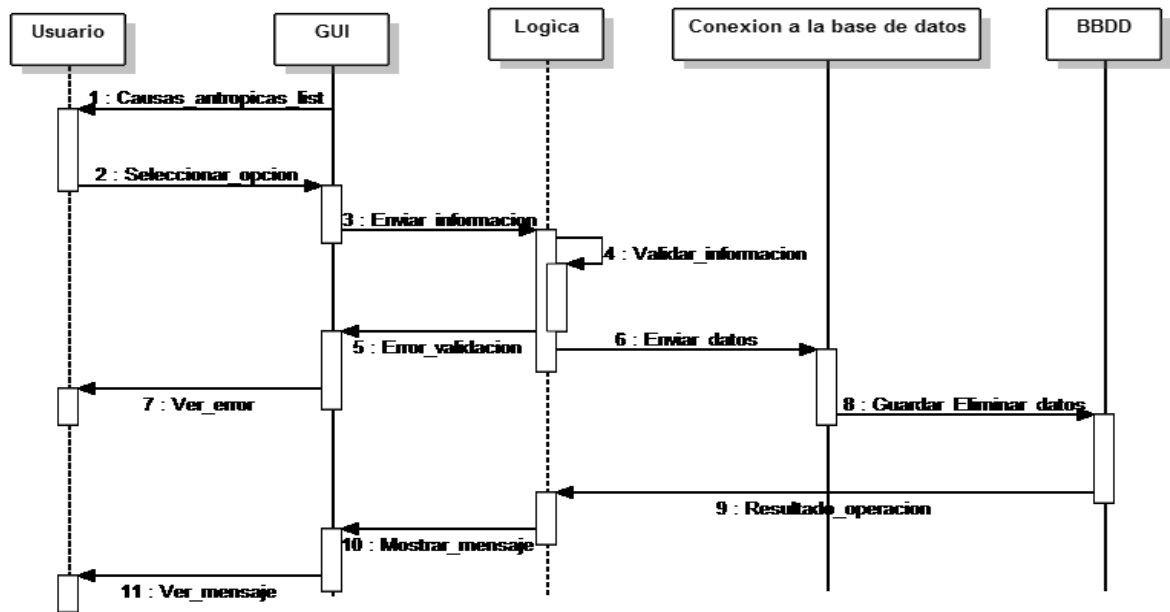 Usuario
GUI
Logìca
Conexion a la base de datos
BBDD
1 : Causas_antropicas_list
2 : Seleccionar_opcion
3 : Enviar_informacion
4 : Validar_informacion
5 : Error_validacion
6 : Enviar_datos
7 : Ver_error
8 : Guardar_Eliminar_datos
9 : Resultado_operacion
10 : Mostrar_mensaje
11 : Ver_mensaje